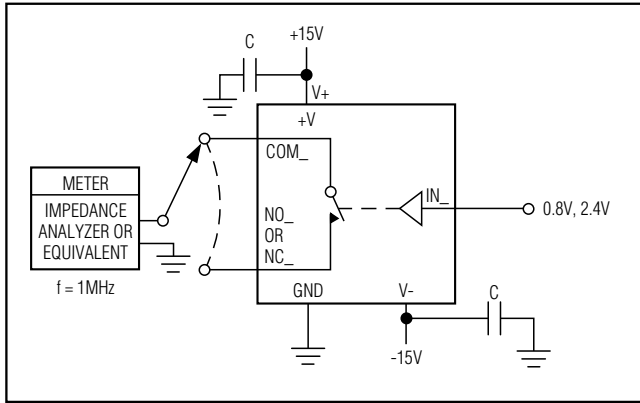 +15V
C
V+
+V
COM_
METER
IMPEDANCE
ANALYZER OR
EQUIVALENT
f = 1MHz
NO_
OR
NC_
IN_
0.8V, 2.4V
GND
V-
C
-15V